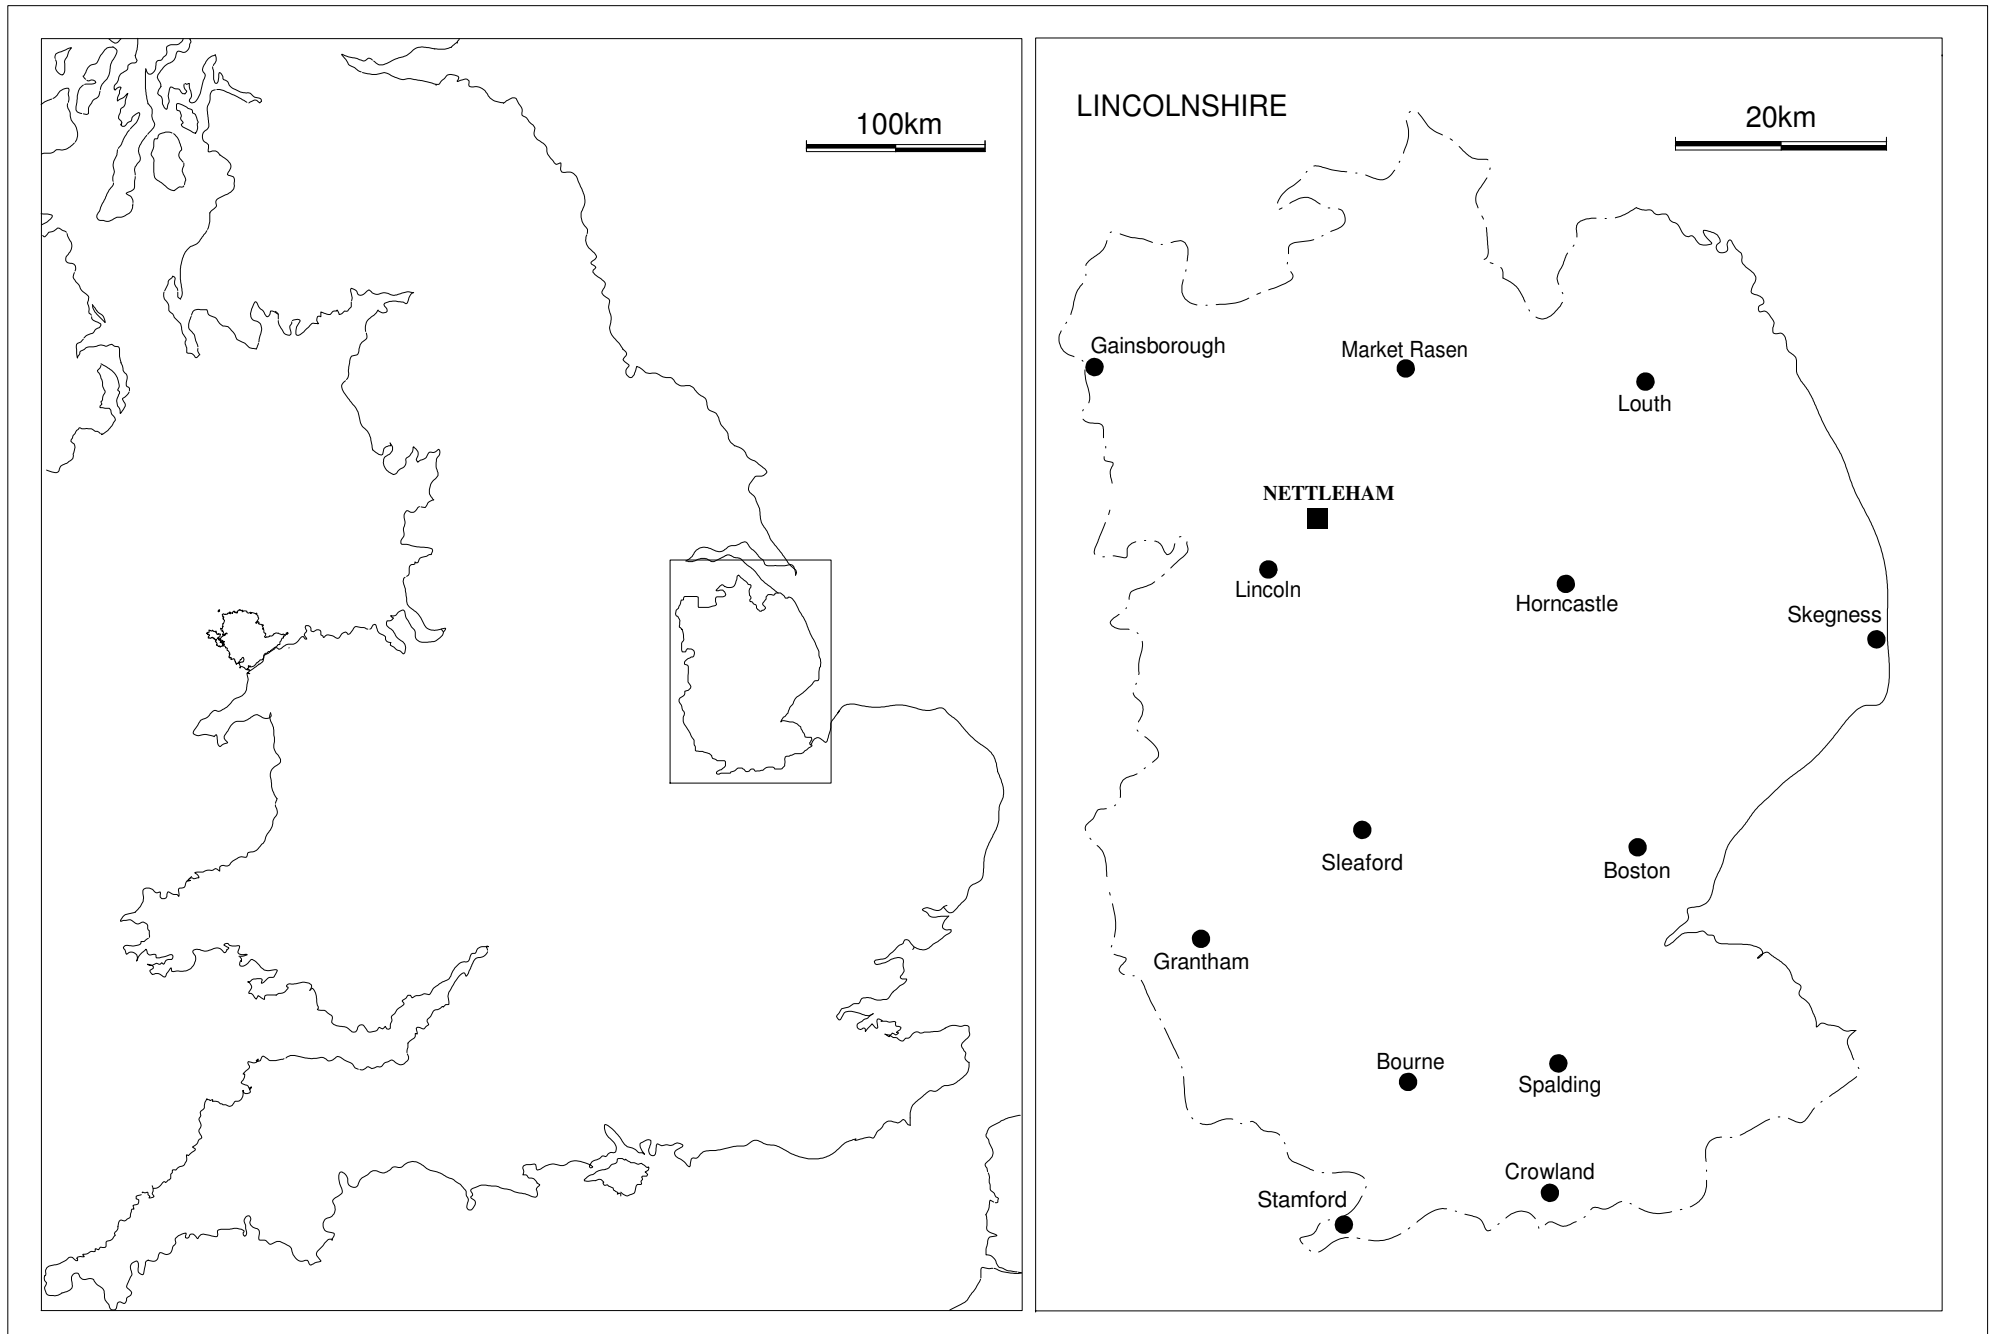 100km
LINCOLNSHIRE
20km
Gainsborough
Market Rasen
Louth
NETTLEHAM
Lincoln
Horncastle
Skegness
Sleaford
Boston
Grantham
Bourne
Spalding
Crowland
Stamford